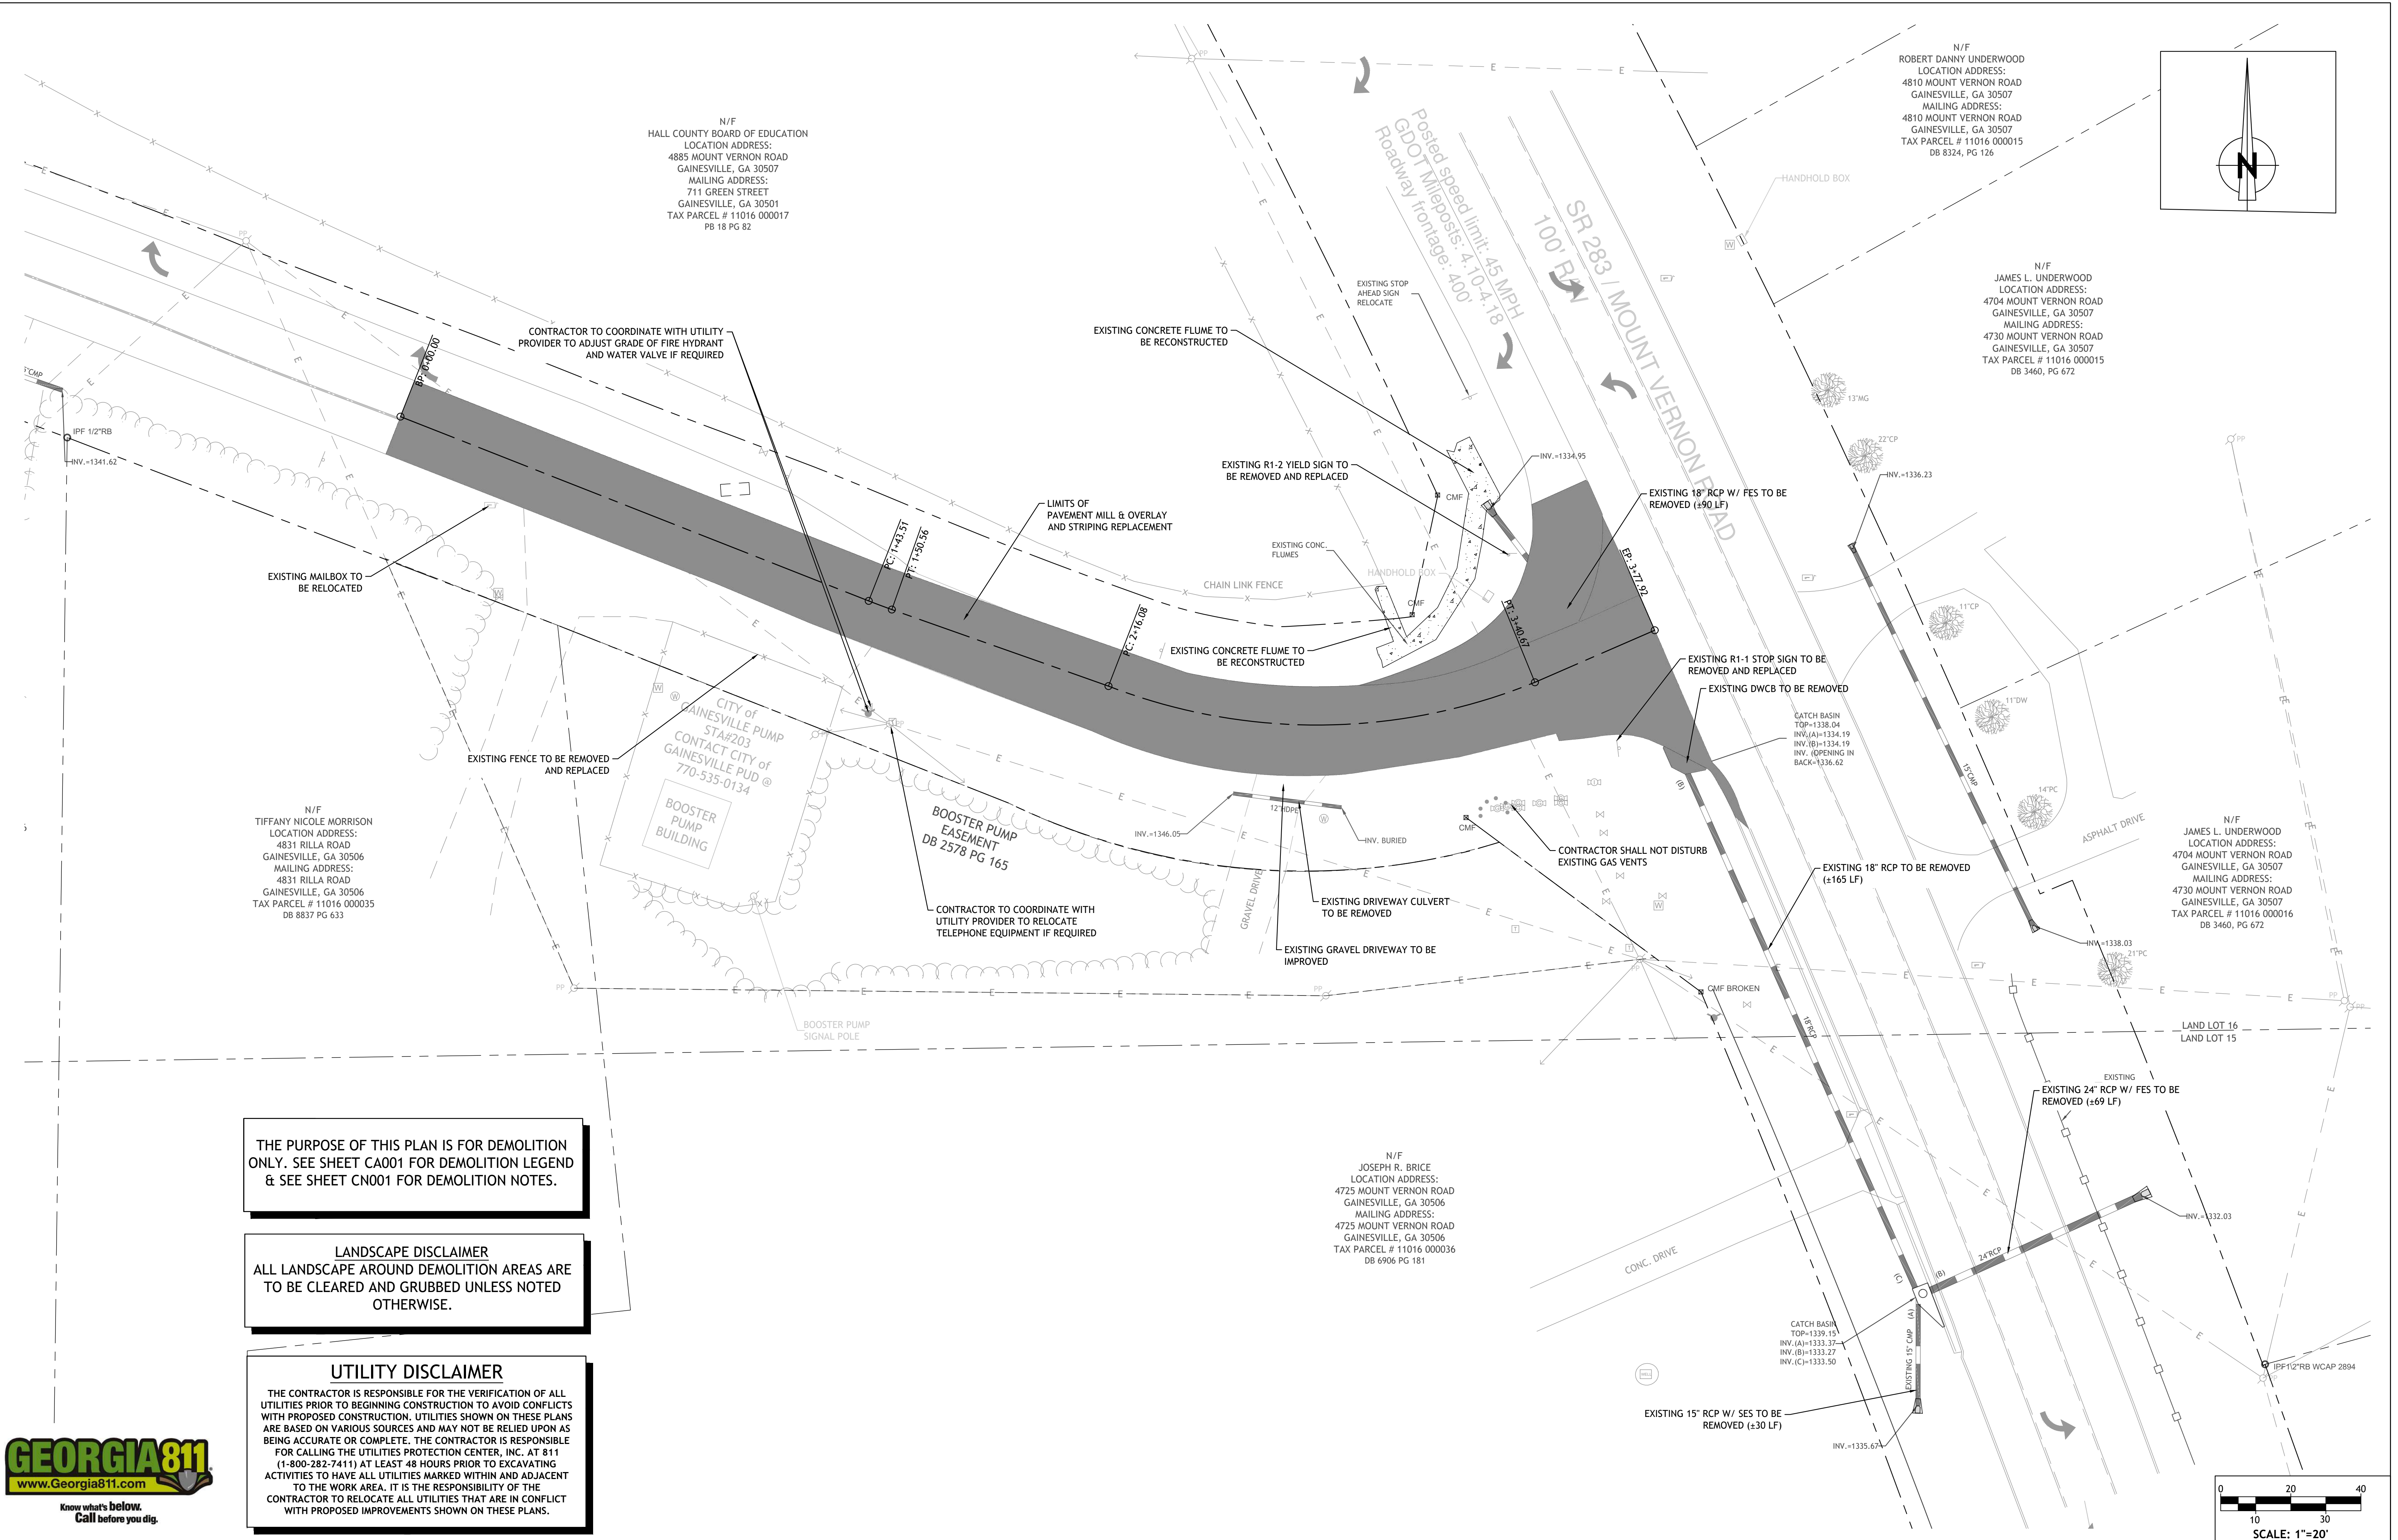 N/F
HALL COUNTY BOARD OF EDUCATION
LOCATION ADDRESS:
4885 MOUNT VERNON ROAD
GAINESVILLE, GA 30507
MAILING ADDRESS:
711 GREEN STREET
GAINESVILLE, GA 30501
TAX PARCEL # 11016 000017
PB 18 PG 82
N/F
ROBERT DANNY UNDERWOOD
LOCATION ADDRESS:
4810 MOUNT VERNON ROAD
GAINESVILLE, GA 30507
MAILING ADDRESS:
4810 MOUNT VERNON ROAD
GAINESVILLE, GA 30507
TAX PARCEL # 11016 000015
DB 8324, PG 126
N
HANDHOLD BOX
N/F
JAMES L. UNDERWOOD
LOCATION ADDRESS:
4704 MOUNT VERNON ROAD
GAINESVILLE, GA 30507
MAILING ADDRESS:
4730 MOUNT VERNON ROAD
GAINESVILLE, GA 30507
TAX PARCEL # 11016 000015
DB 3460, PG 672
Posted speed limit: 45 MPH
GDOT Mileposts: 4.10-4.18
Roadway frontage: 400'
SR 283 / MOUNT VERNON ROAD
100' R/W
EXISTING STOP
AHEAD SIGN
RELOCATE
CONTRACTOR TO COORDINATE WITH UTILITY
PROVIDER TO ADJUST GRADE OF FIRE HYDRANT
AND WATER VALVE IF REQUIRED
EXISTING CONCRETE FLUME TO
BE RECONSTRUCTED
BP: 0+00.00
IPF 1/2"RB
INV.=1341.62
EXISTING R1-2 YIELD SIGN TO
BE REMOVED AND REPLACED
INV.=1334.95
CMF
13"MG
22"CP
INV.=1336.23
EXISTING 18" RCP W/ FES TO BE
REMOVED (±90 LF)
LIMITS OF
PAVEMENT MILL & OVERLAY
AND STRIPING REPLACEMENT
PC: 1+43.51
PT: 1+50.56
EXISTING CONC.
FLUMES
HANDHOLD BOX
CHAIN LINK FENCE
CMF
EP: 3+77.92
PT: 3+40.67
PC: 2+16.08
EXISTING MAILBOX TO
BE RELOCATED
11"CP
EXISTING CONCRETE FLUME TO
BE RECONSTRUCTED
EXISTING R1-1 STOP SIGN TO BE
REMOVED AND REPLACED
EXISTING DWCB TO BE REMOVED
11"DW
CATCH BASIN
TOP=1338.04
INV.(A)=1334.19
INV.(B)=1334.19
INV. (OPENING IN
BACK=1336.62
(B)
15"CMP
CITY of
GAINESVILLE PUMP
STA#203
CONTACT CITY of
GAINESVILLE PUD @
770-535-0134
EXISTING FENCE TO BE REMOVED
AND REPLACED
BOOSTER
PUMP
BUILDING
BOOSTER PUMP
EASEMENT
DB 2578 PG 165
12"HDPE
INV.=1346.05
INV. BURIED
CMF
14"PC
ASPHALT DRIVE
N/F
TIFFANY NICOLE MORRISON
LOCATION ADDRESS:
4831 RILLA ROAD
GAINESVILLE, GA 30506
MAILING ADDRESS:
4831 RILLA ROAD
GAINESVILLE, GA 30506
TAX PARCEL # 11016 000035
DB 8837 PG 633
CONTRACTOR SHALL NOT DISTURB
EXISTING GAS VENTS
EXISTING 18" RCP TO BE REMOVED
(±165 LF)
N/F
JAMES L. UNDERWOOD
LOCATION ADDRESS:
4704 MOUNT VERNON ROAD
GAINESVILLE, GA 30507
MAILING ADDRESS:
4730 MOUNT VERNON ROAD
GAINESVILLE, GA 30507
TAX PARCEL # 11016 000016
DB 3460, PG 672
CONTRACTOR TO COORDINATE WITH
UTILITY PROVIDER TO RELOCATE
TELEPHONE EQUIPMENT IF REQUIRED
GRAVEL DRIVE
EXISTING DRIVEWAY CULVERT
TO BE REMOVED
EXISTING GRAVEL DRIVEWAY TO BE
IMPROVED
INV.=1338.03
21"PC
CMF BROKEN
BOOSTER PUMP
SIGNAL POLE
18"RCP
LAND LOT 16
LAND LOT 15
EXISTING
EXISTING 24" RCP W/ FES TO BE
REMOVED (±69 LF)
THE PURPOSE OF THIS PLAN IS FOR DEMOLITION
ONLY. SEE SHEET CA001 FOR DEMOLITION LEGEND
& SEE SHEET CN001 FOR DEMOLITION NOTES.
N/F
JOSEPH R. BRICE
LOCATION ADDRESS:
4725 MOUNT VERNON ROAD
GAINESVILLE, GA 30506
MAILING ADDRESS:
4725 MOUNT VERNON ROAD
GAINESVILLE, GA 30506
TAX PARCEL # 11016 000036
DB 6906 PG 181
INV.=1332.03
24"RCP
CONC. DRIVE
(C)
(B)
(A)
EXISTING 15" CMP
LANDSCAPE DISCLAIMER
ALL LANDSCAPE AROUND DEMOLITION AREAS ARE
TO BE CLEARED AND GRUBBED UNLESS NOTED
OTHERWISE.
CATCH BASIN
TOP=1339.15
INV.(A)=1333.37
INV.(B)=1333.27
INV.(C)=1333.50
IPF1\2"RB WCAP 2894
EXISTING 15" RCP W/ SES TO BE
REMOVED (±30 LF)
INV.=1335.67
UTILITY DISCLAIMER
THE CONTRACTOR IS RESPONSIBLE FOR THE VERIFICATION OF ALL
UTILITIES PRIOR TO BEGINNING CONSTRUCTION TO AVOID CONFLICTS
WITH PROPOSED CONSTRUCTION. UTILITIES SHOWN ON THESE PLANS
ARE BASED ON VARIOUS SOURCES AND MAY NOT BE RELIED UPON AS
BEING ACCURATE OR COMPLETE. THE CONTRACTOR IS RESPONSIBLE
FOR CALLING THE UTILITIES PROTECTION CENTER, INC. AT 811
(1-800-282-7411) AT LEAST 48 HOURS PRIOR TO EXCAVATING
ACTIVITIES TO HAVE ALL UTILITIES MARKED WITHIN AND ADJACENT
TO THE WORK AREA. IT IS THE RESPONSIBILITY OF THE
CONTRACTOR TO RELOCATE ALL UTILITIES THAT ARE IN CONFLICT
WITH PROPOSED IMPROVEMENTS SHOWN ON THESE PLANS.
GEORGIA811
www.Georgia811.com
Know what's below.
Call before you dig.
0 20 40
10 30
SCALE: 1"=20'